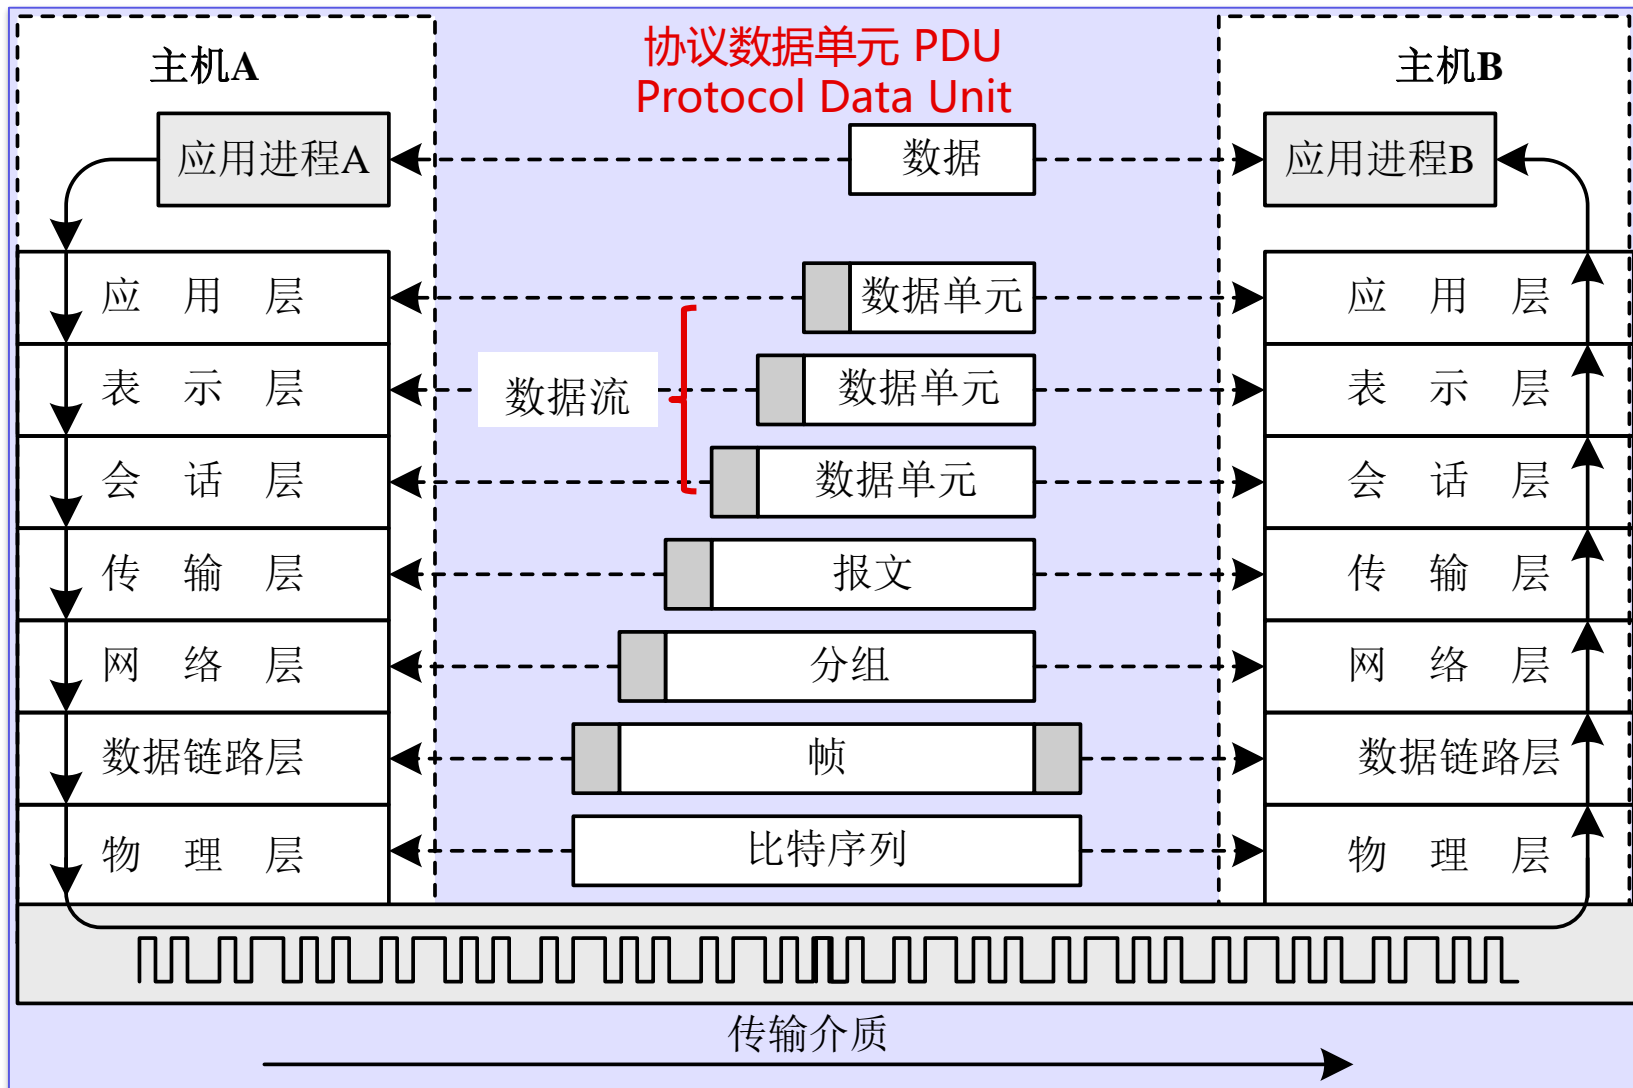 协议数据单元 PDU
Protocol Data Unit
主机A
主机B
应用进程A
数据
应用进程B
应 用 层
数据单元
应 用 层
表 示 层
数据流
数据单元
表 示 层
会 话 层
数据单元
会 话 层
传 输 层
报文
传 输 层
网 络 层
分组
网 络 层
数据链路层
帧
数据链路层
物 理 层
比特序列
物 理 层
传输介质